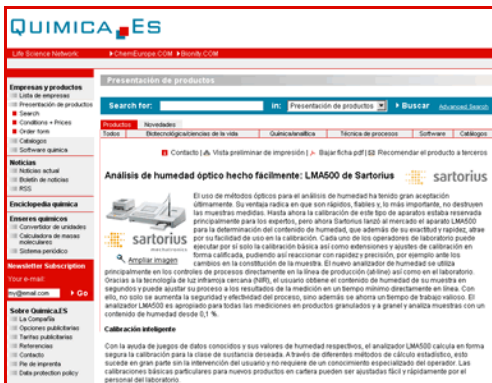 QUIMICA ES
Life Science Network: ChemEurope.COM Bionity.COM
Presentación de productos
Search for: in: Presentación de productos Buscar Advanced Search
Productos Novedades
Todos Biotecnológica/ciencias de la vida Química/analítica Técnica de procesos Software Catálogos
Contacto | Vista preliminar de impresión | Bajar ficha pdf | Recomendar el producto a terceros
Empresas y productos
Lista de empresas
Presentación de productos
Search
Conditions + Prices
Order form
Catálogos
Software química
Noticias
Noticias actual
Boletín de noticias
RSS
Enciclopedia química
Enseres químicos
Convertidor de unidades
Calculadora de masas
moleculares
Sistema periódico
Newsletter Subscription
Your e-mail:
my@email.com Go
Sobre Quimica.ES
La Compañía
Opciones publicitarias
Tarifas publicitarias
Referencias
Contacto
Pie de imprenta
Data protection policy
Análisis de humedad óptico hecho fácilmente: LMA500 de Sartorius
sartorius
sartorius
mechatronics
Ampliar imagen
El uso de métodos ópticos para el análisis de humedad ha tenido gran aceptación
últimamente. Su ventaja radica en que son rápidos, fiables y, lo más importante, no destruyen
las muestras medidas. Hasta ahora la calibración de este tipo de aparatos estaba reservada
principalmente para los expertos, pero ahora Sartorius lanzó al mercado el aparato LMA500
para la determinación del contenido de humedad, que además de su exactitud y rapidez, atrae
por su facilidad de uso en la calibración. Cada uno de los operadores de laboratorio puede
ejecutar por sí solo la calibración básica así como extensiones y ajustes de calibración en
forma calificada, pudiendo así reaccionar con rapidez y precisión, por ejemplo ante los
cambios en la constitución de la muestra. El nuevo analizador de humedad se utiliza
principalmente en los controles de proceso directamente en la línea de producción (atline) así como en el laboratorio.
Gracias a la tecnología de luz infrarroja cercana (NIR), el usuario obtiene el contenido de humedad de su muestra en
segundos y puede ajustar su proceso a los resultados de la medición en un tiempo mínimo directamente en línea. Con
ello, no solo se aumenta la seguridad y efectividad del proceso, sino además se ahorra un tiempo de trabajo valioso. El
analizador LMA500 es apropiado para todas las mediciones en productos granulados y a granel y analiza muestras con un
contenido de humedad desde 0,1 %.
Calibración inteligente
Con la ayuda de juegos de datos conocidos y sus valores de humedad respectivos, el analizador LMA500 calcula en forma
segura la calibración para la clase de sustancia deseada. A través de diferentes métodos de cálculo estadístico, esto
sucede en gran parte sin la intervención del usuario y no requiere de un conocimiento especializado del operador. Las
calibraciones básicas particulares para nuevos productos en cartera pueden ser ajustadas fácil y rápidamente por el
personal del laboratorio.